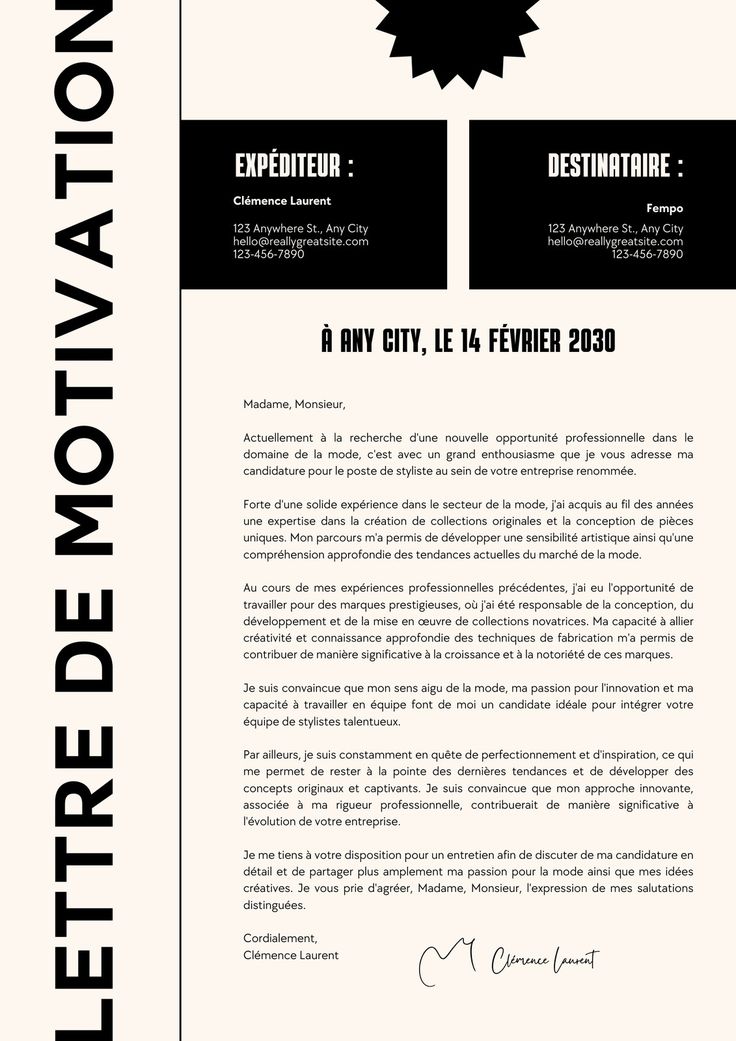 LETTRE DE MOTIVATION
EXPÉDITEUR :
Clémence Laurent
123 Anywhere St., Any City
hello@reallygreatsite.com
123-456-7890
DESTINATAIRE :
Fempo
123 Anywhere St., Any City
hello@reallygreatsite.com
123-456-7890
À ANY CITY, LE 14 FÉVRIER 2030
Madame, Monsieur,
Actuellement à la recherche d'une nouvelle opportunité professionnelle dans le
domaine de la mode, c'est avec un grand enthousiasme que je vous adresse ma
candidature pour le poste de styliste au sein de votre entreprise renommée.
Forte d'une solide expérience dans le secteur de la mode, j'ai acquis au fil des années
une expertise dans la création de collections originales et la conception de pièces
uniques. Mon parcours m'a permis de développer une sensibilité artistique ainsi qu'une
compréhension approfondie des tendances actuelles du marché de la mode.
Au cours de mes expériences professionnelles précédentes, j'ai eu l'opportunité de
travailler pour des marques prestigieuses, où j'ai été responsable de la conception, du
développement et de la mise en œuvre de collections novatrices. Ma capacité à allier
créativité et connaissance approfondie des techniques de fabrication m'a permis de
contribuer de manière significative à la croissance et à la notoriété de ces marques.
Je suis convaincue que mon sens aigu de la mode, ma passion pour l'innovation et ma
capacité à travailler en équipe font de moi un candidate idéale pour intégrer votre
équipe de stylistes talentueux.
Par ailleurs, je suis constamment en quête de perfectionnement et d'inspiration, ce qui
me permet de rester à la pointe des dernières tendances et de développer des
concepts originaux et captivants. Je suis convaincue que mon approche innovante,
associée à ma rigueur professionnelle, contribuerait de manière significative à
l'évolution de votre entreprise.
Je me tiens à votre disposition pour un entretien afin de discuter de ma candidature en
détail et de partager plus amplement ma passion pour la mode ainsi que mes idées
créatives. Je vous prie d'agréer, Madame, Monsieur, l'expression de mes salutations
distinguées.
Cordialement,
Clémence Laurent
Clémence Laurent